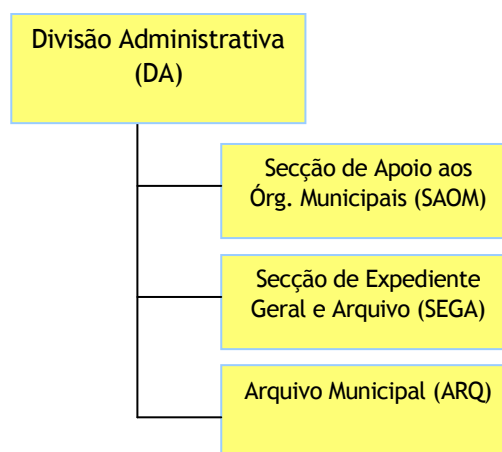 Divisão Administrativa
(DA)
Secção de Apoio aos
Órg. Municipais (SAOM)
Secção de Expediente
Geral e Arquivo (SEGA)
Arquivo Municipal (ARQ)